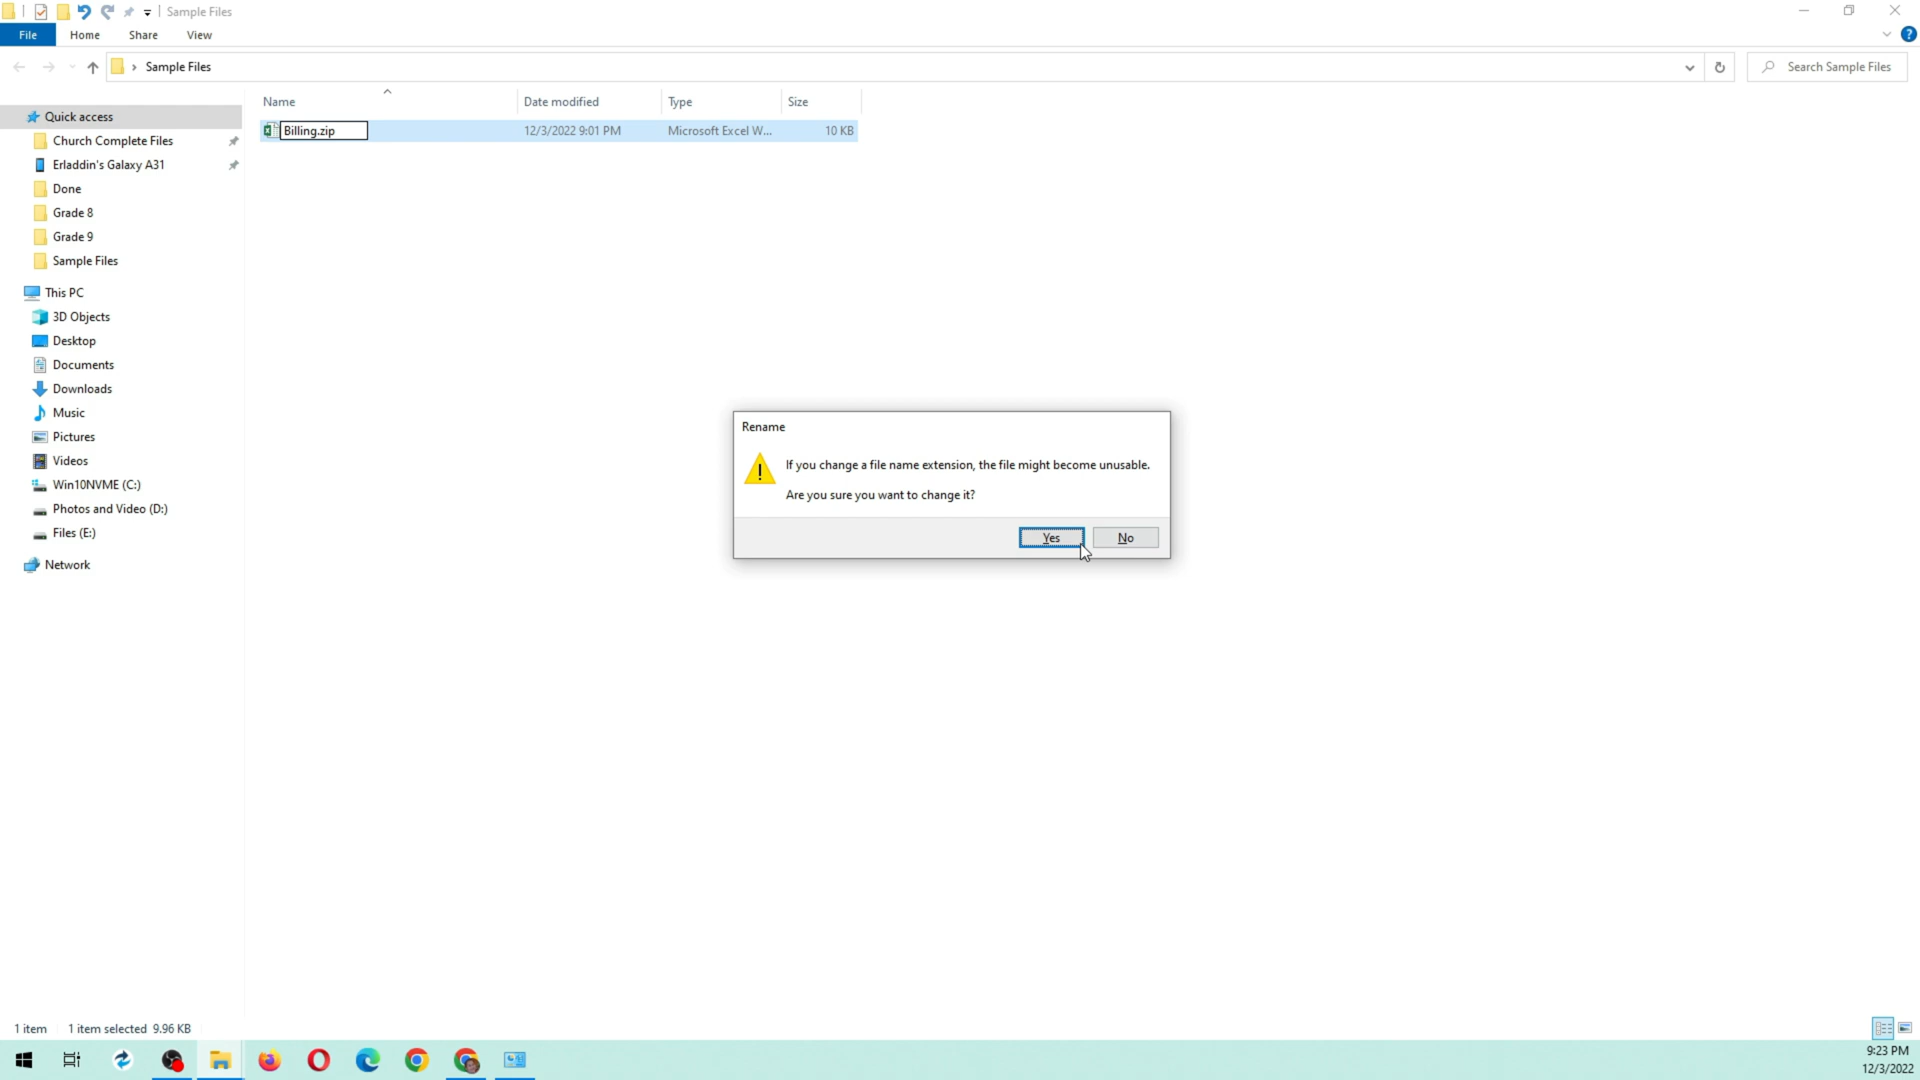 Sample Files
File Home Share View
Sample Files
Search Sample Files
Name Date modified Type Size
Billing.zip 12/3/2022 9:01 PM Microsoft Excel W... 10 KB
Quick access
Church Complete Files
Erladdin's Galaxy A31
Done
Grade 8
Grade 9
Sample Files
This PC
3D Objects
Desktop
Documents
Downloads
Music
Pictures
Videos
Win10NVME (C:)
Photos and Video (D:)
Files (E:)
Network
Rename
If you change a file name extension, the file might become unusable.
Are you sure you want to change it?
Yes No
1 item 1 item selected 9.96 KB
9:23 PM
12/3/2022